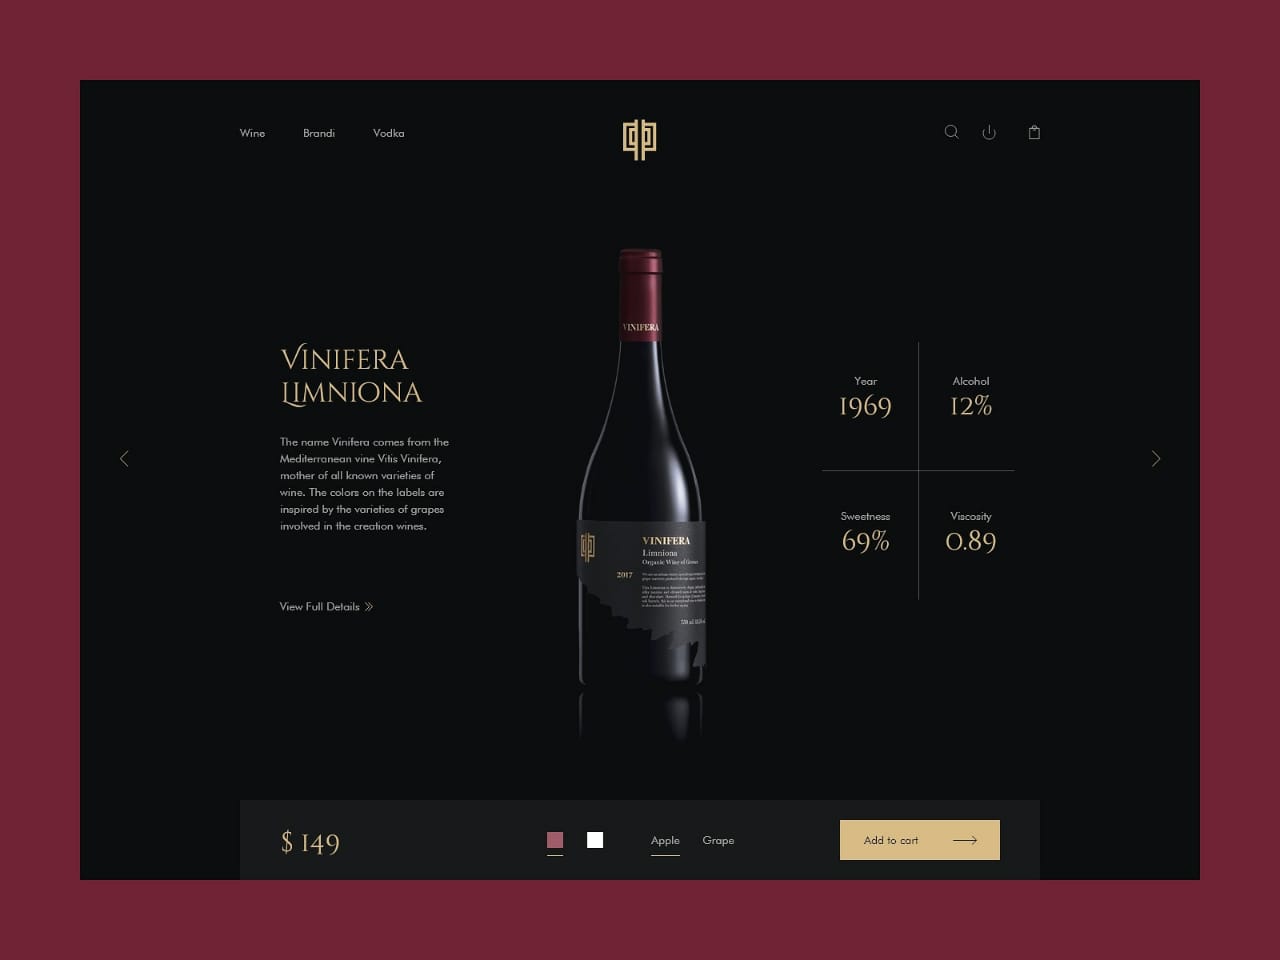 Wine
Brandi
Vodka
VINIFERA
VINIFERA
LIMNIONA
The name Vinifera comes from the
Mediterranean vine Vitis Vinifera,
mother of all known varieties of
wine. The colors on the labels are
inspired by the varieties of grapes
involved in the creation wines.
View Full Details
VINIFERA
Limniona
Organic Wine of Greece
2017
Year
1969
Alcohol
12%
Sweetness
69%
Viscosity
0.89
$ 149
Apple
Grape
Add to cart